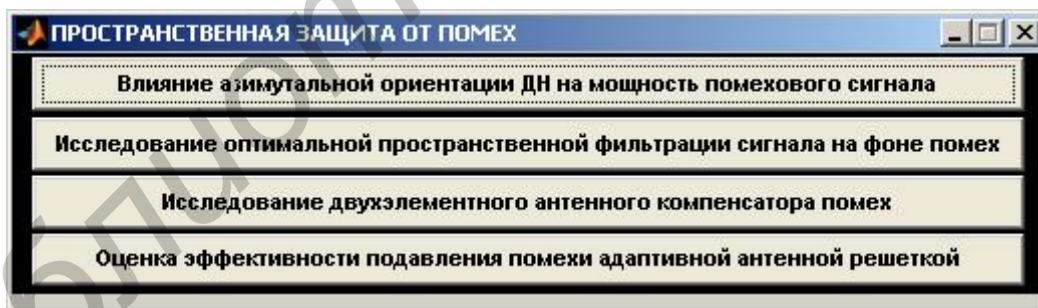 ПРОСТРАНСТВЕННАЯ ЗАЩИТА ОТ ПОМЕХ
Влияние азимутальной ориентации ДН на мощность помехового сигнала
Исследование оптимальной пространственной фильтрации сигнала на фоне помех
Исследование двухэлементного антенного компенсатора помех
Оценка эффективности подавления помехи адаптивной антенной решеткой